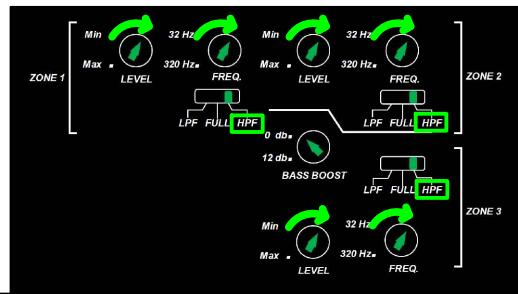 Min 32 Hz Min 32 Hz
ZONE 1 Max 320 Hz Max 320 Hz ZONE 2
LEVEL FREQ. LEVEL FREQ.
LPF FULL HPF LPF FULL HPF
0 db
12 db
BASS BOOST
LPF FULL HPF
ZONE 3
Min 32 Hz
Max 320 Hz
LEVEL FREQ.